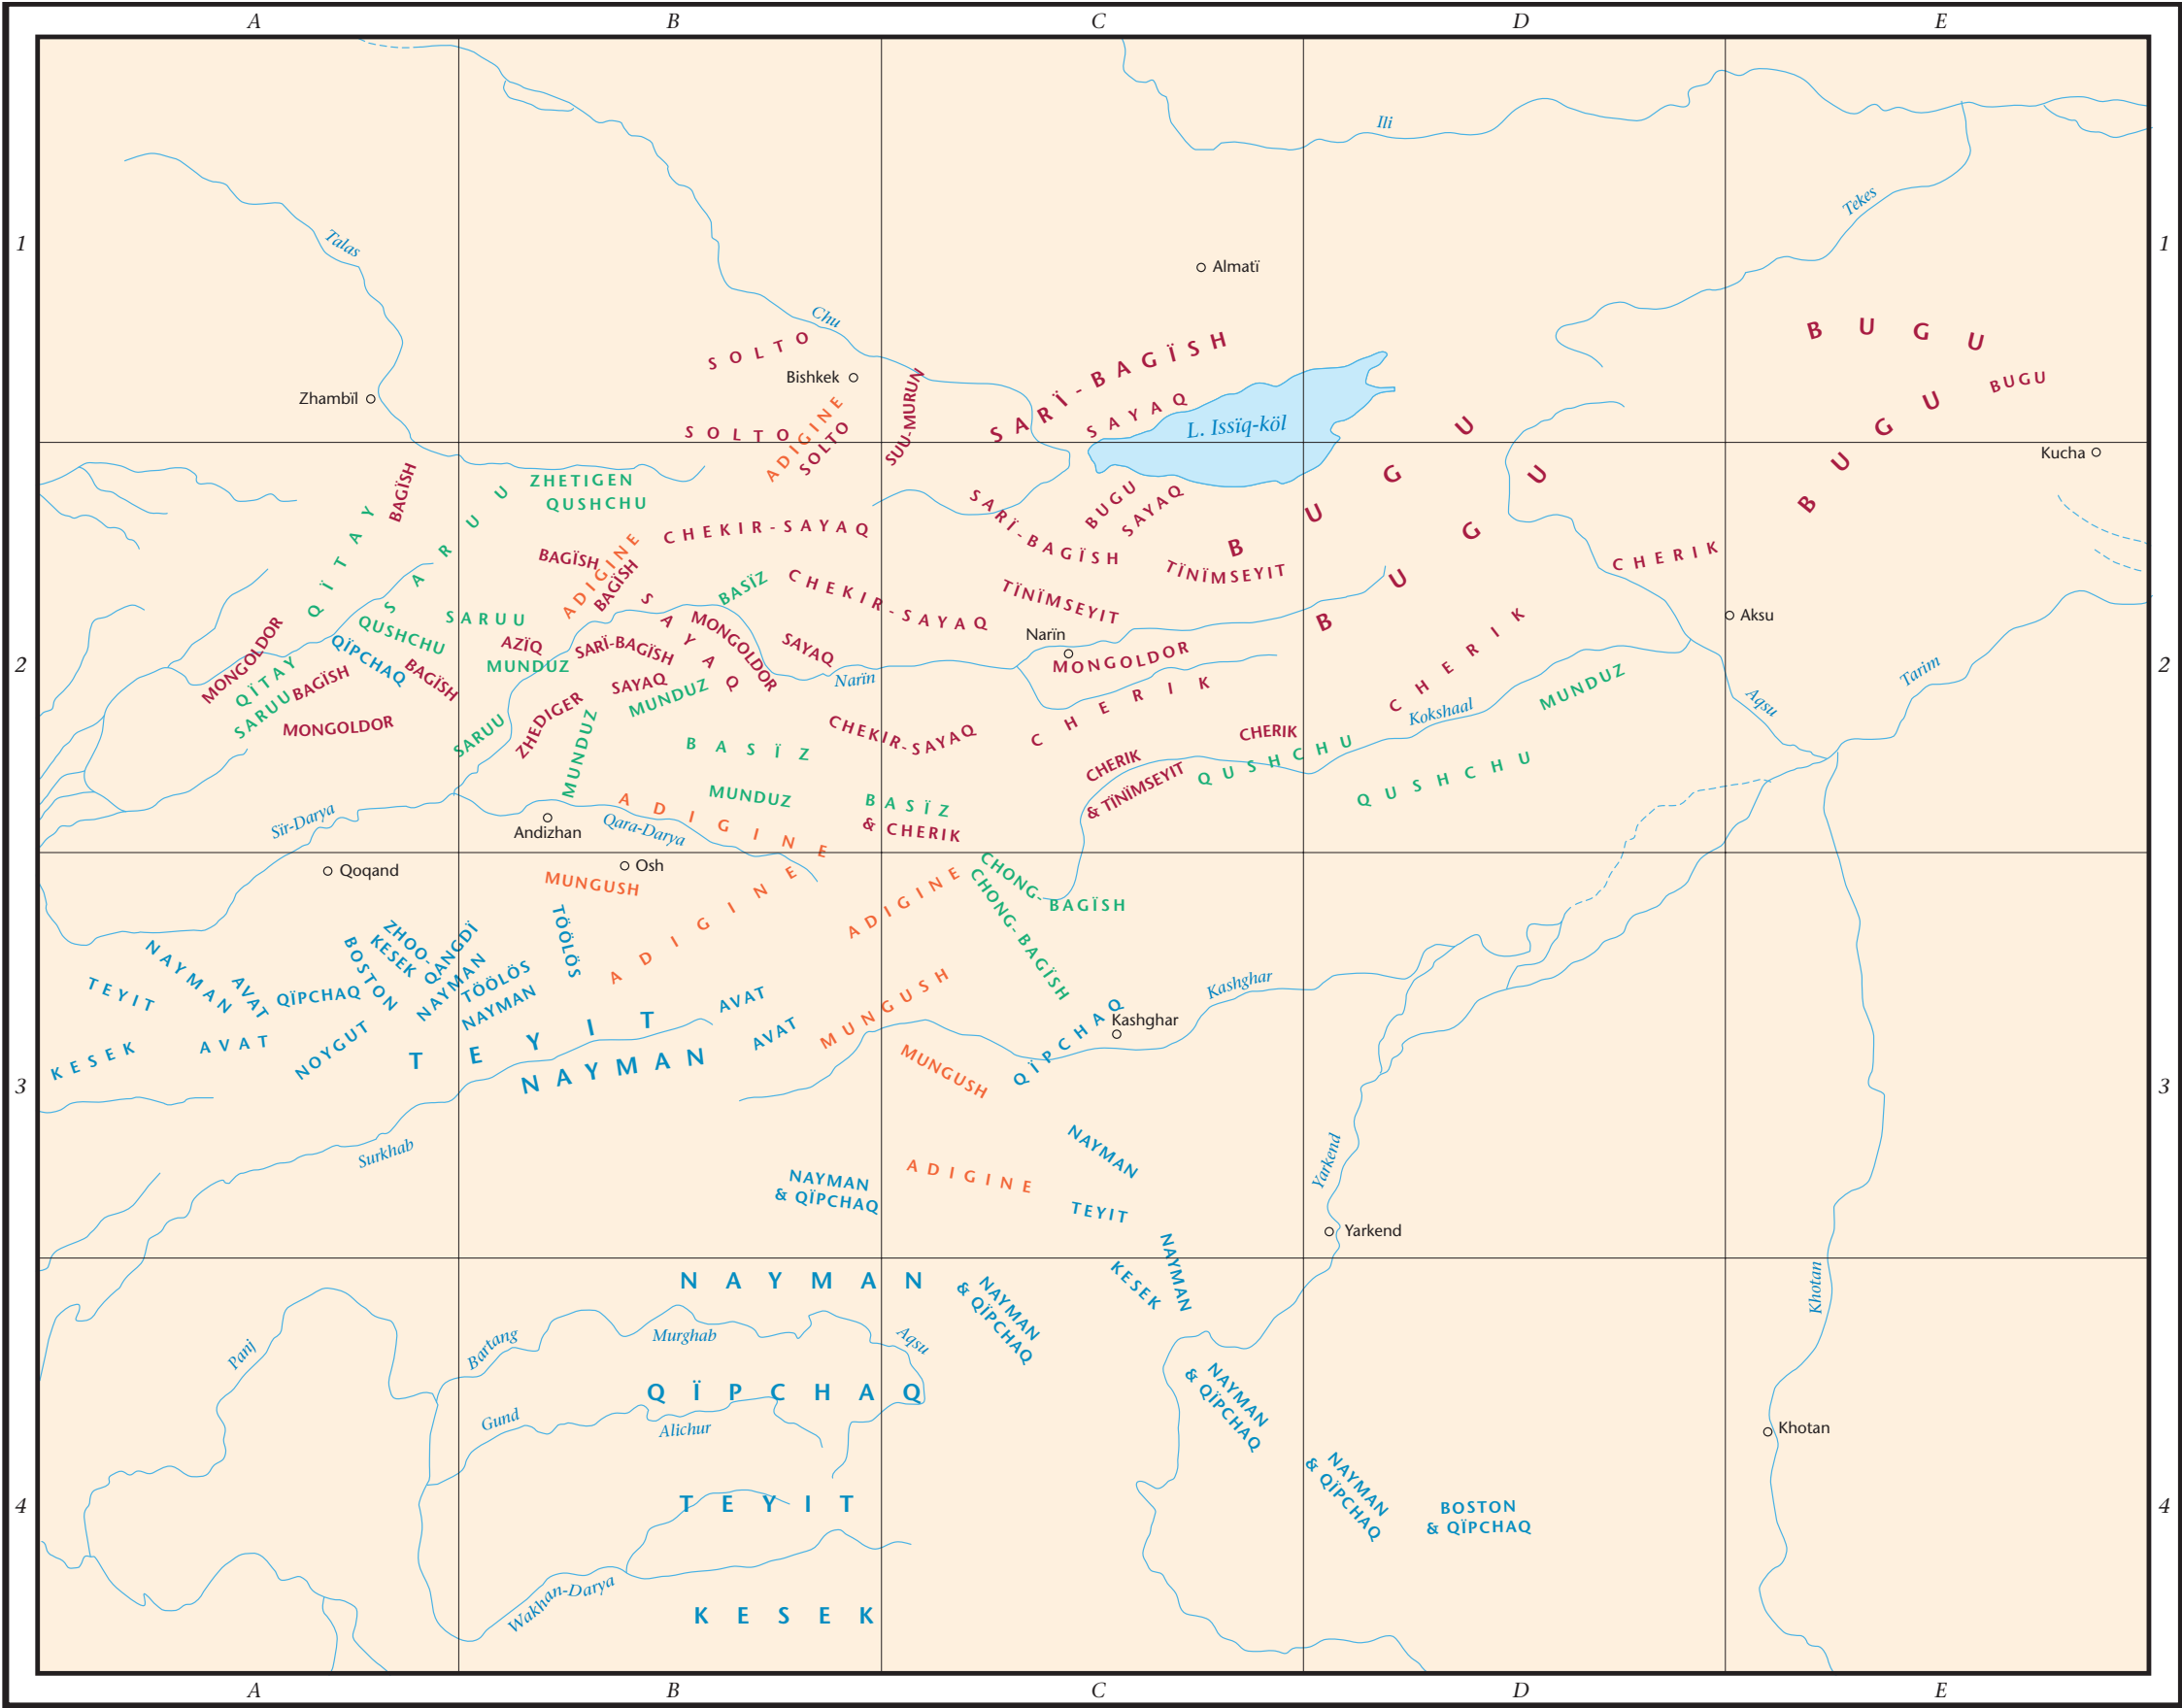 A B C D E
1
1
Ili
Tekes
Talas
Almatï
Chu
SOLTO
BUGU
SARÏ-BAGÏSH
Bishkek
BUGU
Zhambïl
SUU-MURUN
ADIGINE
SAYAQ
L. Issïq-köl
SOLTO
SOLTO
BUGU
BUGU
BUGU
Kucha
BAGÏSH
ZHETIGEN
QUSHCHU
SARUU
QÏTAY
CHEKIR-SAYAQ
SARÏ-BAGÏSH
BUGU
SAYAQ
BAGÏSH
ADIGINE
BAGÏSH
BASÏZ
CHEKIR-SAYAQ
TÏNÏMSEYIT
TÏNÏMSEYIT
CHERIK
SARUU
QUSHCHU
QÏPCHAQ
MONGOLDOR
SAYAQ
MONGOLDOR
Narïn
Aksu
AZÏQ
SARÏ-BAGÏSH
SAYAQ
MONGOLDOR
CHERIK
2
2
MUNDUZ
QÏTAY
BAGÏSH
BAGÏSH
SAYAQ
Narïn
Tarim
SARUU
MUNDUZ
MUNDUZ
CHERIK
Kokshaal
Aqsu
MONGOLDOR
SARUU
ZHEDIGER
MUNDUZ
CHEKIR-SAYAQ
CHERIK
BASÏZ
QUSHCHU
CHERIK
& TÏNÏMSEYIT
QUSHCHU
MUNDUZ
ADIGINE
BASÏZ
& CHERIK
Sïr-Darya
Andizhan
Qara-Darya
Qoqand
Osh
MUNGUSH
ADIGINE
ADIGINE
CHONG-
BAGÏSH
CHONG-BAGÏSH
TÖÖLÖS
ZHOO-
KESEK
QANGDÏ
BOSTON
NAYMAN
NAYMAN
TÖÖLÖS
NAYMAN
TEYIT
AVAT
QÏPCHAQ
AVAT
MUNGUSH
Kashghar
QÏPCHAQ
Kashghar
KESEK
AVAT
NOYGUT
TEYIT
AVAT
NAYMAN
MUNGUSH
3
3
Surkhab
NAYMAN
Yarkend
NAYMAN
& QÏPCHAQ
ADIGINE
TEYIT
Yarkend
NAYMAN
KESEK
NAYMAN
NAYMAN
& QÏPCHAQ
Khotan
Panj
Bartang
Murghab
Aqsu
QÏPCHAQ
NAYMAN
& QÏPCHAQ
Gund
Alichur
Khotan
NAYMAN
& QÏPCHAQ
4
4
TEYIT
BOSTON
& QÏPCHAQ
Wakhan-Darya
KESEK
A B C D E